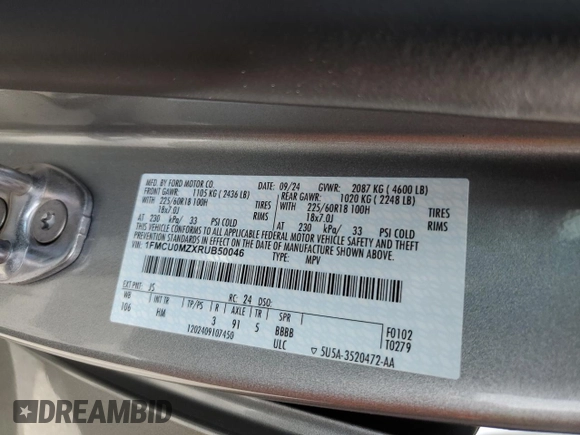 MFD. BY FORD MOTOR CO.
DATE: 09/24 GVWR: 2087 KG ( 4600 LB)
FRONT GAWR: 1105 KG ( 2436 LB) REAR GAWR: 1020 KG ( 2248 LB)
WITH 225/60R18 100H TIRES WITH 225/60R18 100H TIRES
18x7.0J RIMS 18x7.0J RIMS
AT 230 kPa/ 33 PSI COLD AT 230 kPa/ 33 PSI COLD
THIS VEHICLE CONFORMS TO ALL APPLICABLE FEDERAL MOTOR VEHICLE SAFETY AND THEFT PREVENTION STANDARDS IN EFFECT ON THE DATE OF MANUFACTURE SHOWN ABOVE.
VIN: 1FMCU0MZXRUB50046
TYPE: MPV
EXT PNT: JS RC: 24 DSO:
WB INT TR TP/PS R AXLE TR SPR
106 HM 3 91 5 BBBB
F0102
T0279
1202409107450 ULC
5U5A-3520472-AA
DREAMBID